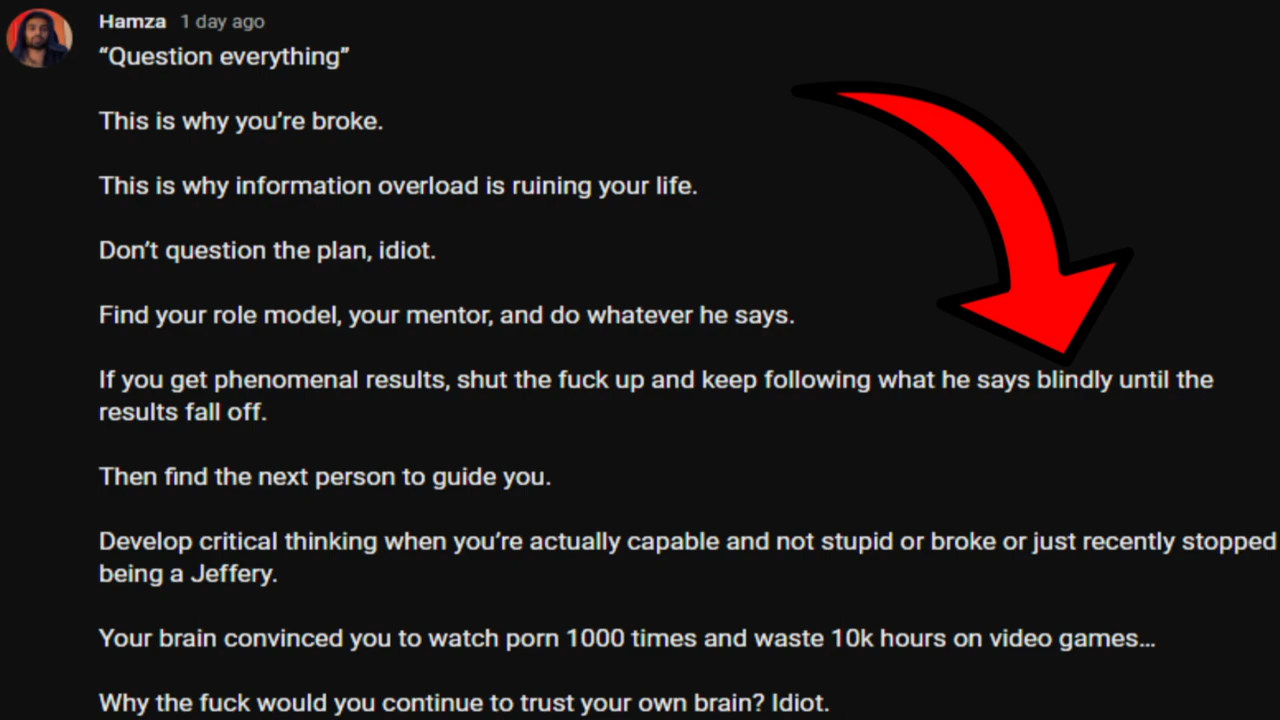 Hamza 1 day ago
“Question everything”
This is why you’re broke.
This is why information overload is ruining your life.
Don’t question the plan, idiot.
Find your role model, your mentor, and do whatever he says.
If you get phenomenal results, shut the fuck up and keep following what he says blindly until the
results fall off.
Then find the next person to guide you.
Develop critical thinking when you’re actually capable and not stupid or broke or just recently stopped
being a Jeffery.
Your brain convinced you to watch porn 1000 times and waste 10k hours on video games...
Why the fuck would you continue to trust your own brain? Idiot.